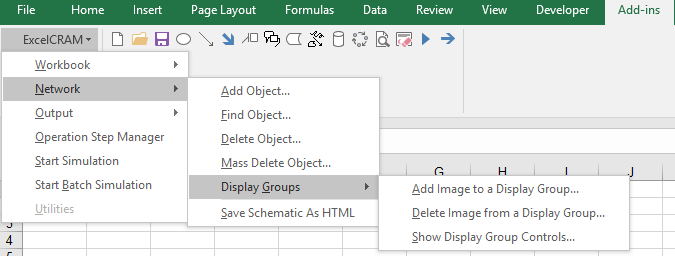 File Home Insert Page Layout Formulas Data Review View Developer Add-ins
ExcelCRAM
Workbook
Network
Output
Operation Step Manager
Start Simulation
Start Batch Simulation
Utilities
Add Object...
Find Object...
Delete Object...
Mass Delete Object...
Display Groups
Save Schematic As HTML
Add Image to a Display Group...
Delete Image from a Display Group...
Show Display Group Controls...
G H I J
3
4
5